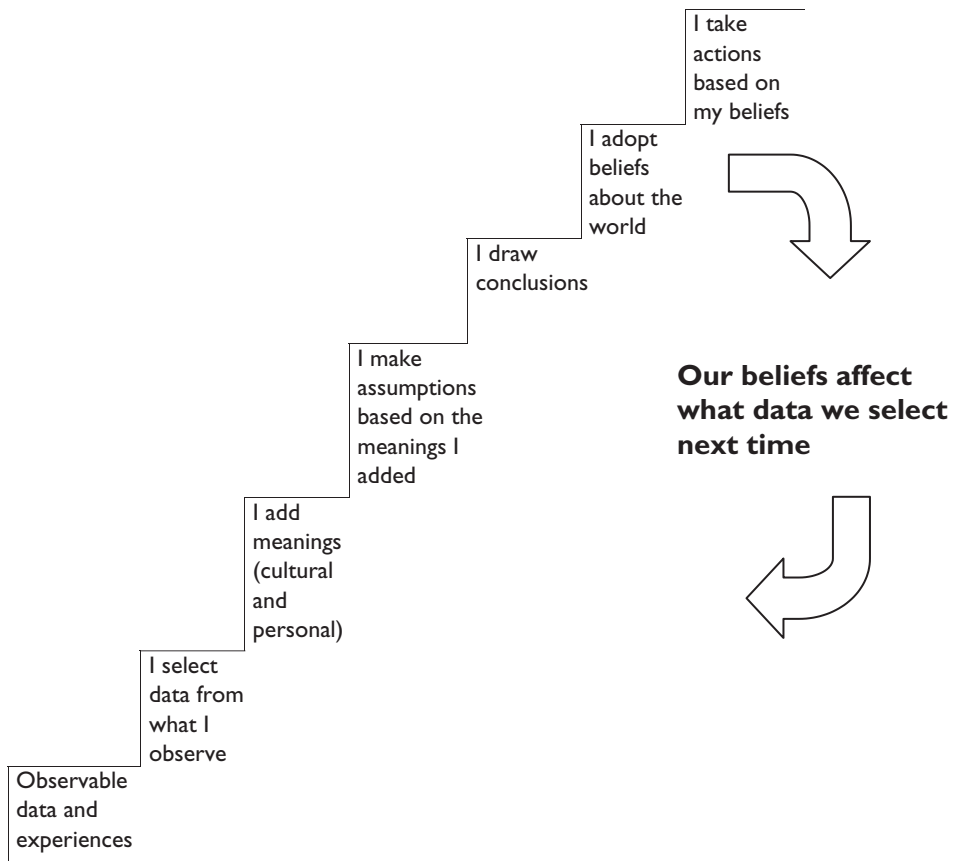 I take
actions
based on
my beliefs
I adopt
beliefs
about the
world
I draw
conclusions
I make
assumptions
based on the
meanings I
added
Our beliefs affect
what data we select
next time
I add
meanings
(cultural
and
personal)
I select
data from
what I
observe
Observable
data and
experiences